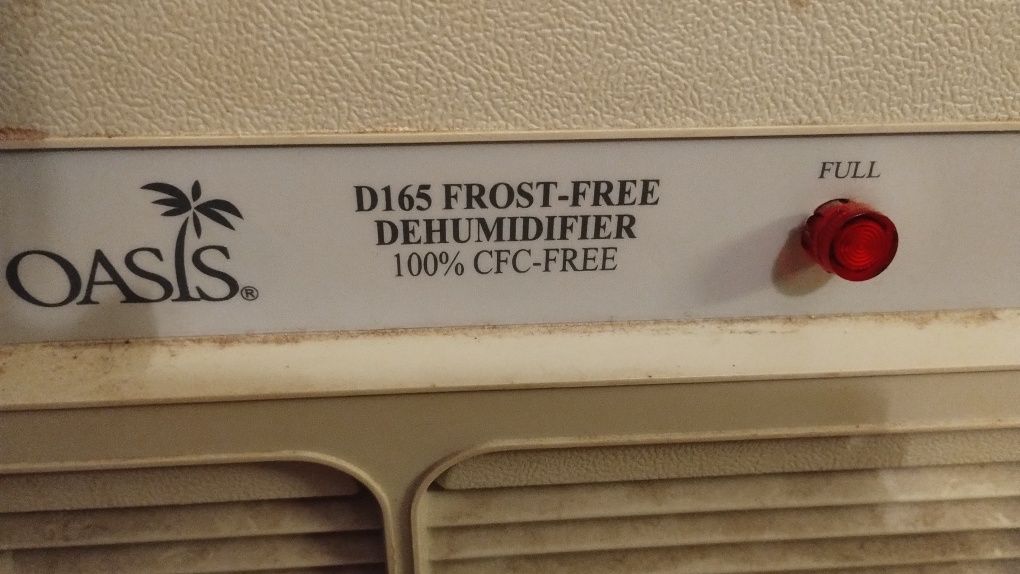 OASIS®
D165 FROST-FREE
DEHUMIDIFIER
100% CFC-FREE
FULL